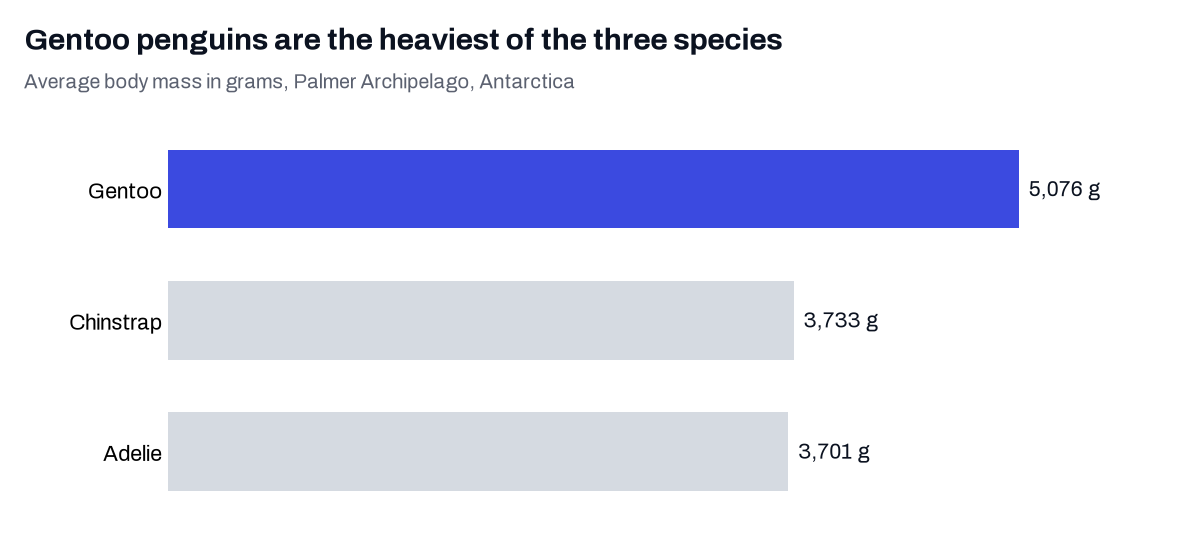 Gentoo penguins are the heaviest of the three species
Average body mass in grams, Palmer Archipelago, Antarctica
Gentoo 5,076 g
Chinstrap 3,733 g
Adelie 3,701 g